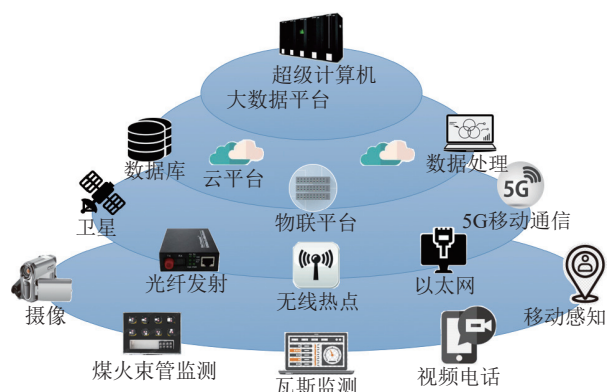 超级计算机
大数据平台
数据库
云平台
数据处理
卫星
物联平台
5G
5G移动通信
光纤发射
无线热点
以太网
摄像
移动感知
煤火束管监测
瓦斯监测
视频电话